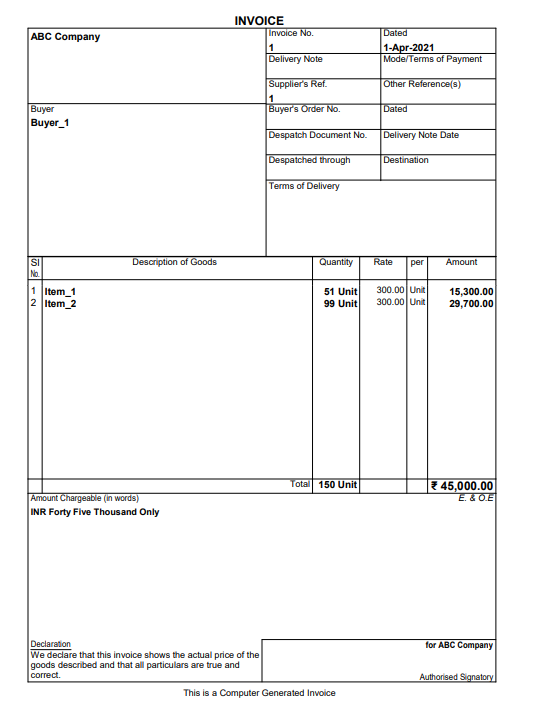 INVOICE
ABC Company
Invoice No.
1
Dated
1-Apr-2021
Delivery Note
Mode/Terms of Payment
Supplier's Ref.
1
Other Reference(s)
Buyer
Buyer_1
Buyer's Order No.
Dated
Despatch Document No.
Delivery Note Date
Despatched through
Destination
Terms of Delivery
Sl No. Description of Goods Quantity Rate per Amount
1 Item_1 51 Unit 300.00 Unit 15,300.00
2 Item_2 99 Unit 300.00 Unit 29,700.00
Total 150 Unit ₹ 45,000.00
Amount Chargeable (in words) E. & O.E
INR Forty Five Thousand Only
Declaration
We declare that this invoice shows the actual price of the
goods described and that all particulars are true and
correct.
for ABC Company
Authorised Signatory
This is a Computer Generated Invoice